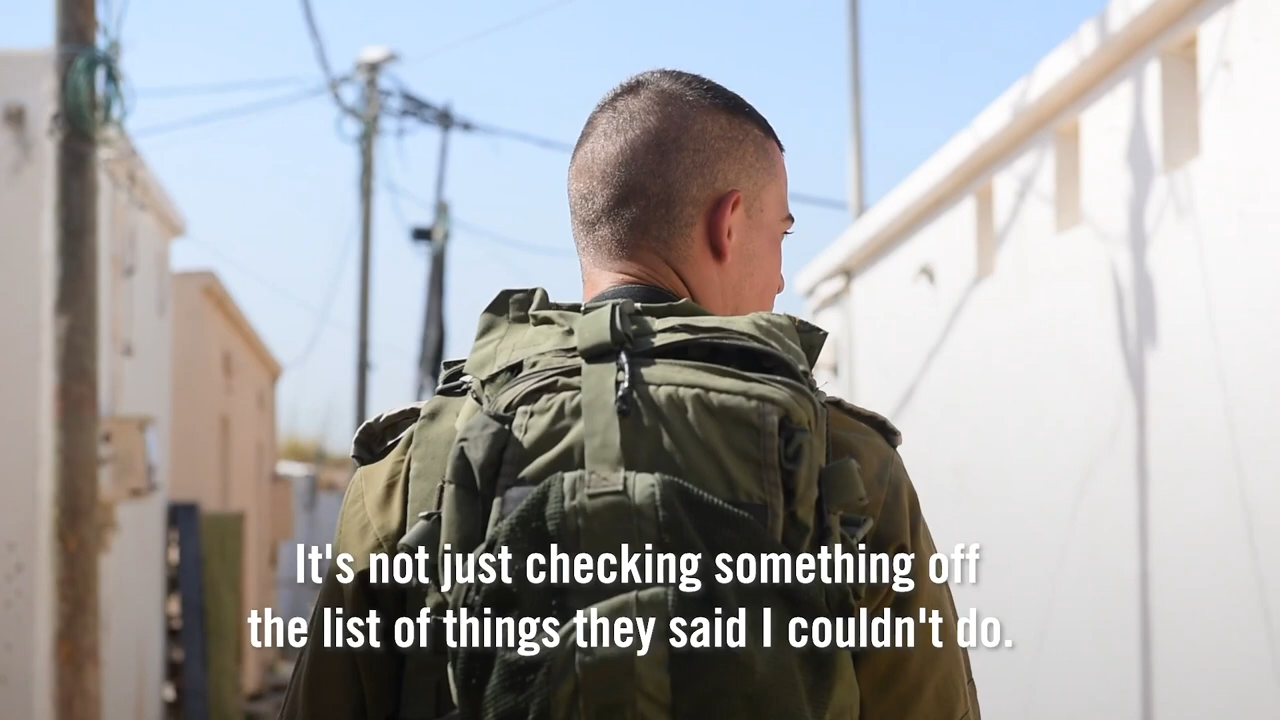 It's not just checking something off
the list of things they said I couldn't do.